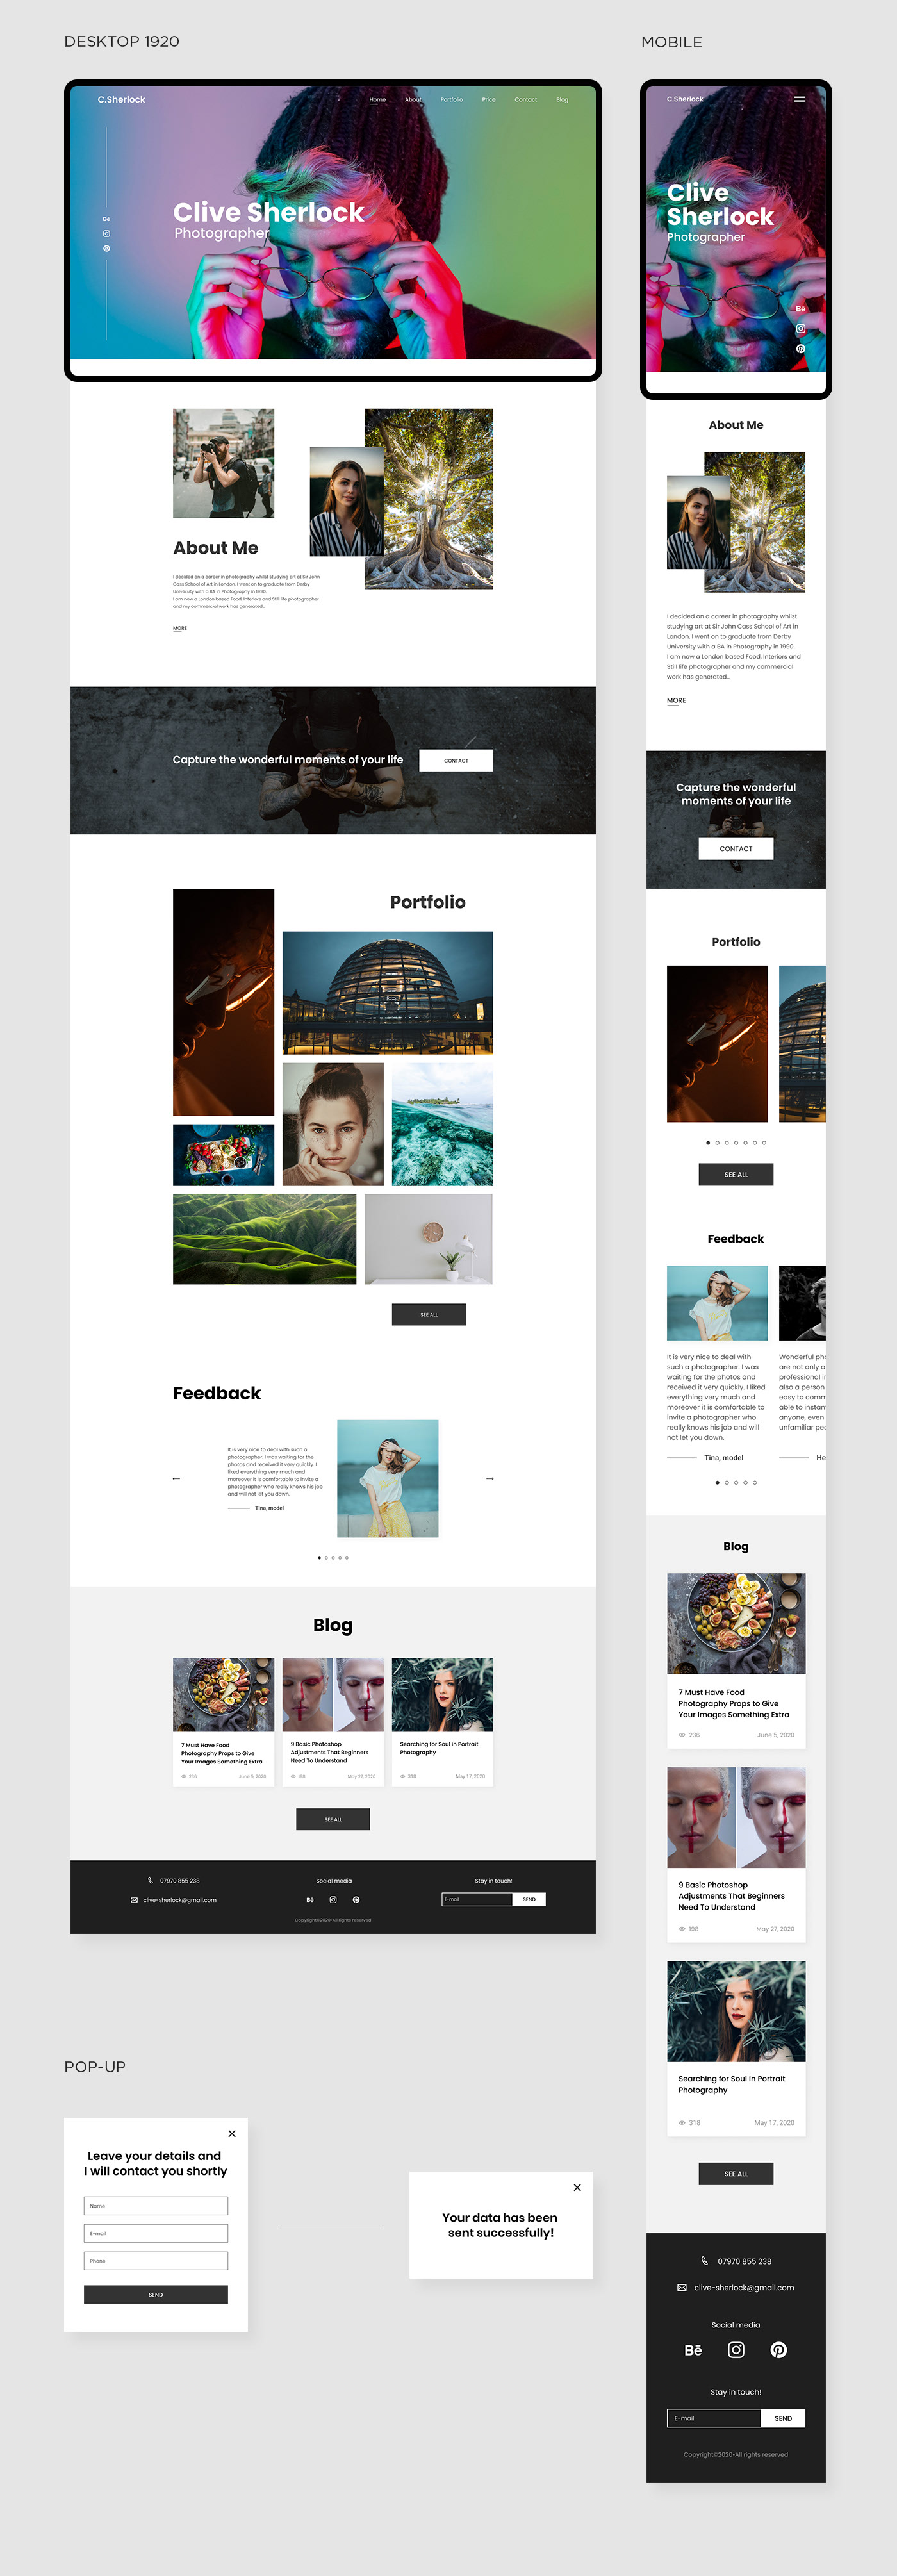 DESKTOP 1920
C.Sherlock
Home About Portfolio Price Contact Blog
Bē
Clive Sherlock
Photographer
About Me
I decided on a career in photography whilst studying art at Sir John
Cass School of Art in London. I went on to graduate from Derby
University with a BA in Photography in 1990.
I am now a London based Food, Interiors and Still life photographer
and my commercial work has generated...
MORE
Capture the wonderful moments of your life
CONTACT
Portfolio
SEE ALL
Feedback
It is very nice to deal with such a
photographer. I was waiting for the
photos and received it very quickly. I
liked everything very much and
moreover it is comfortable to invite a
photographer who really knows his job
and will not let you down.
Tina, model
Blog
7 Must Have Food
Photography Props to Give
Your Images Something Extra
236 June 5, 2020
9 Basic Photoshop
Adjustments That Beginners
Need To Understand
198 May 27, 2020
Searching for Soul in Portrait
Photography
318 May 17, 2020
SEE ALL
07970 855 238
clive-sherlock@gmail.com
Social media
Bē
Stay in touch!
E-mail
SEND
Copyright©2020•All rights reserved
MOBILE
C.Sherlock
Clive
Sherlock
Photographer
Bē
About Me
I decided on a career in photography whilst
studying art at Sir John Cass School of Art in
London. I went on to graduate from Derby
University with a BA in Photography in 1990.
I am now a London based Food, Interiors and
Still life photographer and my commercial
work has generated...
MORE
Capture the wonderful
moments of your life
CONTACT
Portfolio
SEE ALL
Feedback
It is very nice to deal with
such a photographer. I was
waiting for the photos and
received it very quickly. I liked
everything very much and
moreover it is comfortable to
invite a photographer who
really knows his job and will
not let you down.
Tina, model
Wonderful ph
are not only a
professional i
also a person
easy to comm
able to instan
anyone, even
unfamiliar pe
He
Blog
7 Must Have Food
Photography Props to Give
Your Images Something Extra
236 June 5, 2020
9 Basic Photoshop
Adjustments That Beginners
Need To Understand
198 May 27, 2020
Searching for Soul in Portrait
Photography
318 May 17, 2020
SEE ALL
07970 855 238
clive-sherlock@gmail.com
Social media
Bē
Stay in touch!
E-mail
SEND
Copyright©2020•All rights reserved
POP-UP
Leave your details and
I will contact you shortly
Name
E-mail
Phone
SEND
Your data has been
sent successfully!